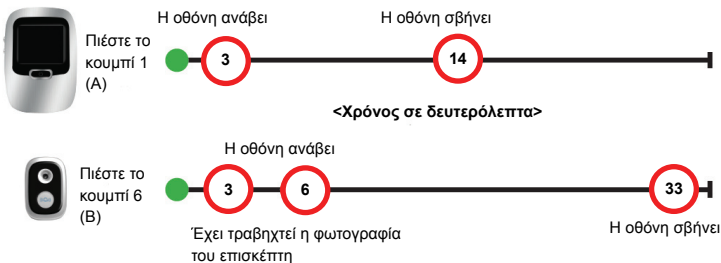 Η οθόνη ανάβει
Η οθόνη σβήνει
Πιέστε το
κουμπί 1
(A)
3
14
<Χρόνος σε δευτερόλεπτα>
Η οθόνη ανάβει
Πιέστε το
κουμπί 6
(B)
3
6
33
Έχει τραβηχτεί η φωτογραφία
του επισκέπτη
Η οθόνη σβήνει